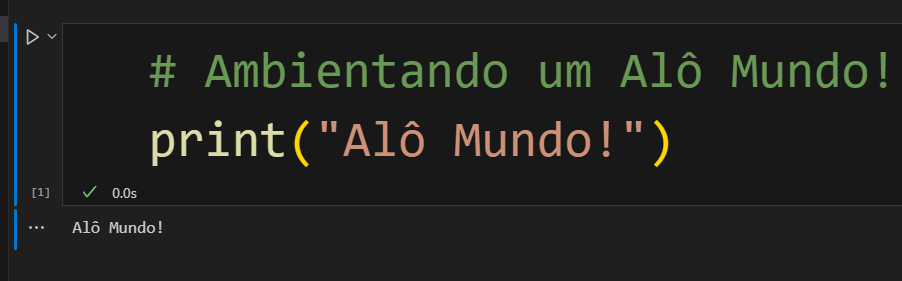 # Ambientando um Alô Mundo!
print("Alô Mundo!")
[1] 0.0s
Alô Mundo!